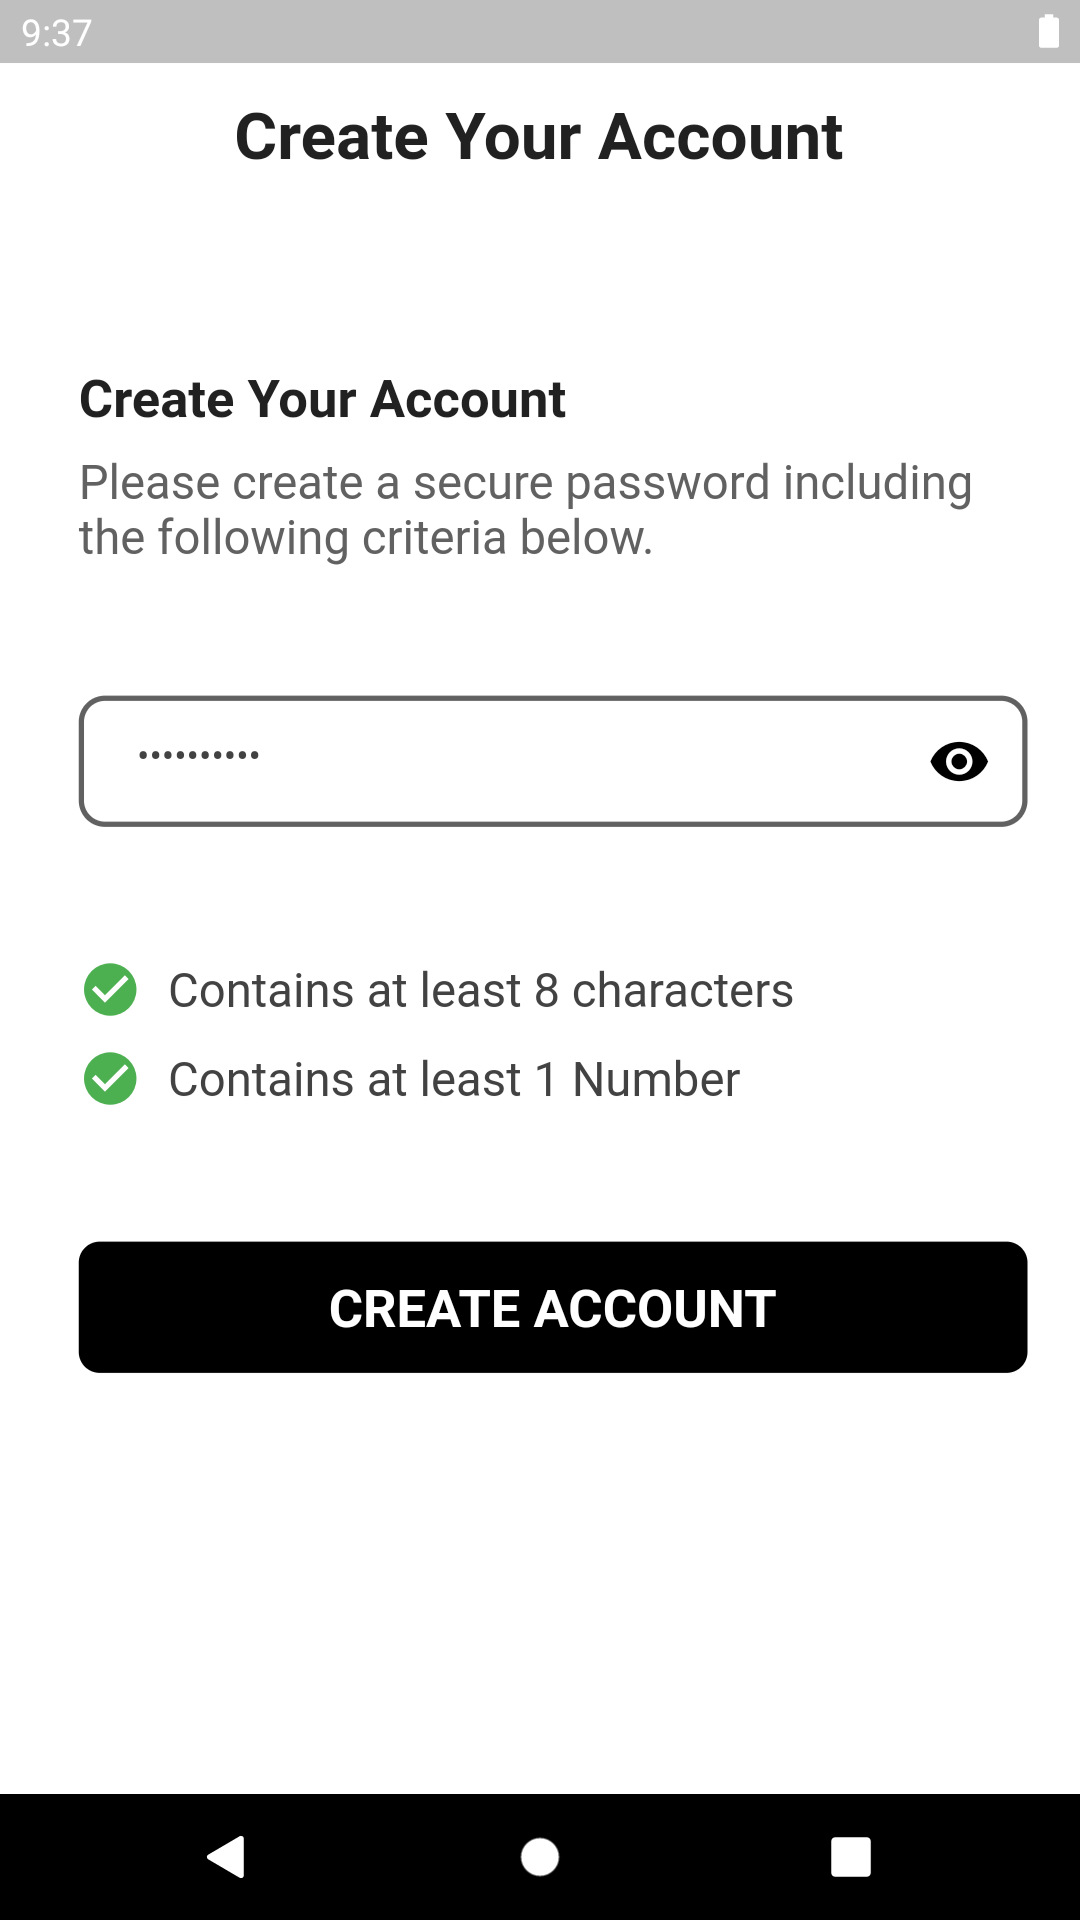 9:37
Create Your Account
Create Your Account
Please create a secure password including
the following criteria below.
••••••••••
Contains at least 8 characters
Contains at least 1 Number
CREATE ACCOUNT